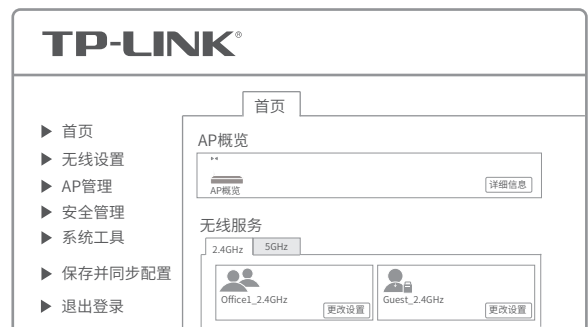 TP-LINK®
首页
首页
无线设置
AP管理
安全管理
系统工具
保存并同步配置
退出登录
AP概览
AP概览
详细信息
无线服务
2.4GHz
5GHz
Office1_2.4GHz
更改设置
Guest_2.4GHz
更改设置